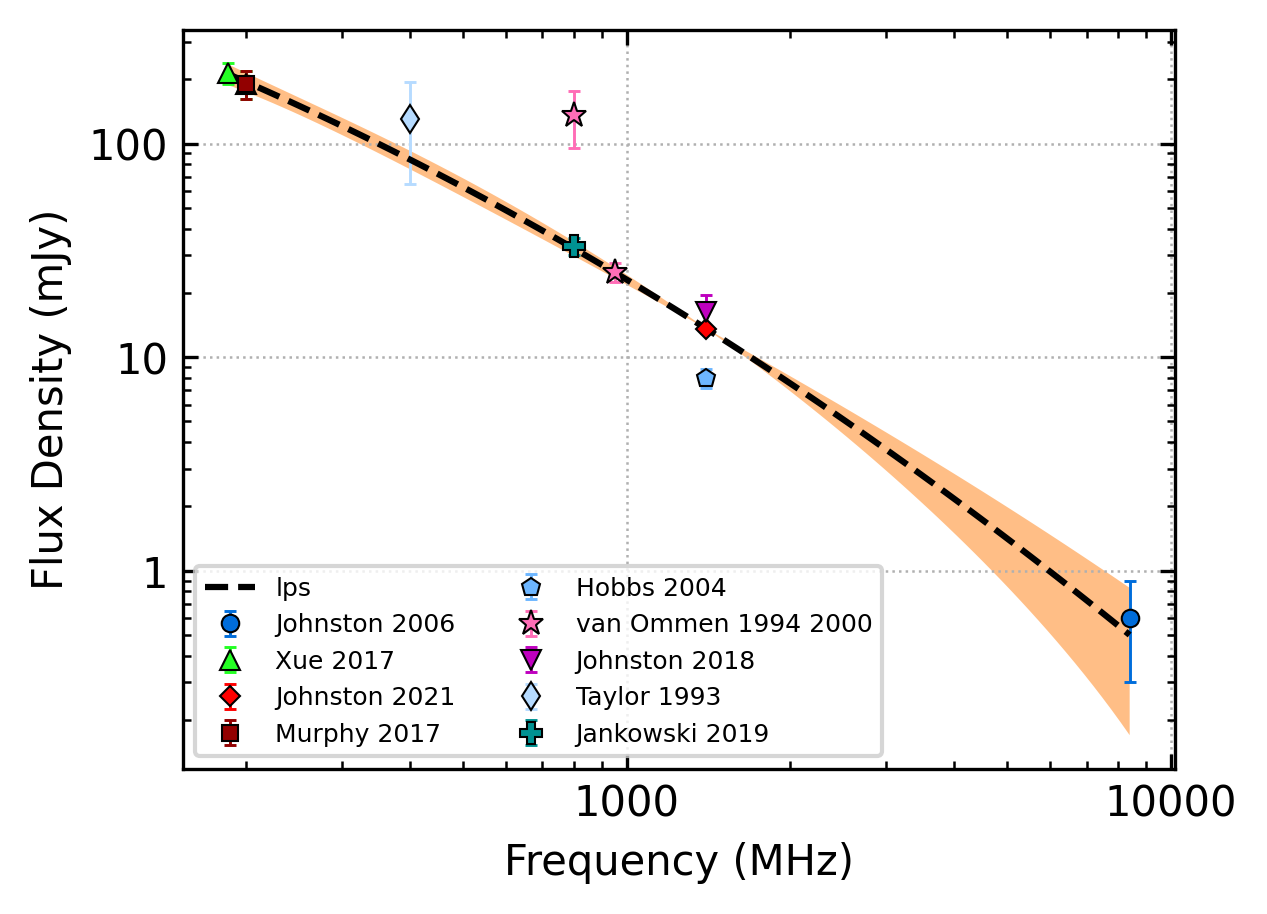 100
10
1
Flux Density (mJy)
lps
Johnston 2006
Xue 2017
Johnston 2021
Murphy 2017
Hobbs 2004
van Ommen 1994 2000
Johnston 2018
Taylor 1993
Jankowski 2019
1000
10000
Frequency (MHz)